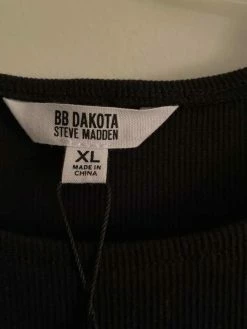 BB DAKOTA
STEVE MADDEN
XL
MADE IN
CHINA